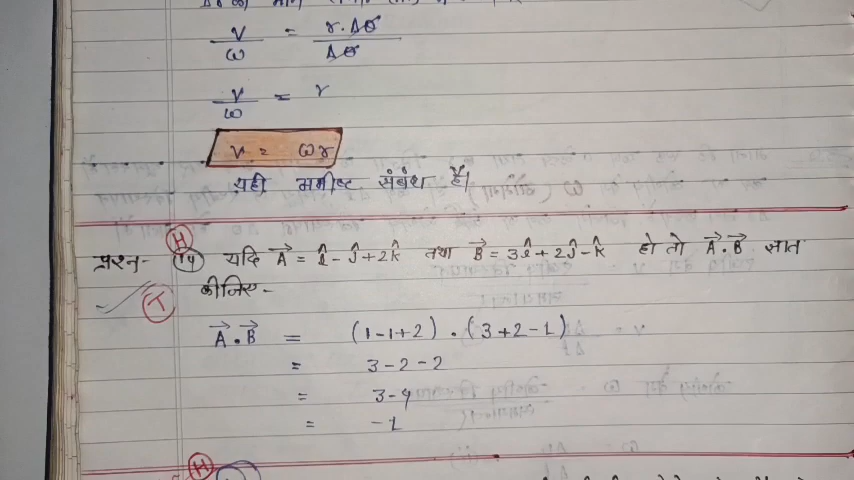 v/ω = r.Δθ/Δθ
v/ω = r
v = ωr
यही अभीष्ट संबंध है।
H
प्रश्न- 14 यदि A⃗ = î - ĵ + 2k̂ तथा B⃗ = 3î + 2ĵ - k̂ हो तो A⃗.B⃗ ज्ञात
कीजिए -
T
A⃗.B⃗ = (1-1+2) . (3+2-1)
= 3-2-2
= 3-4
= -1
H